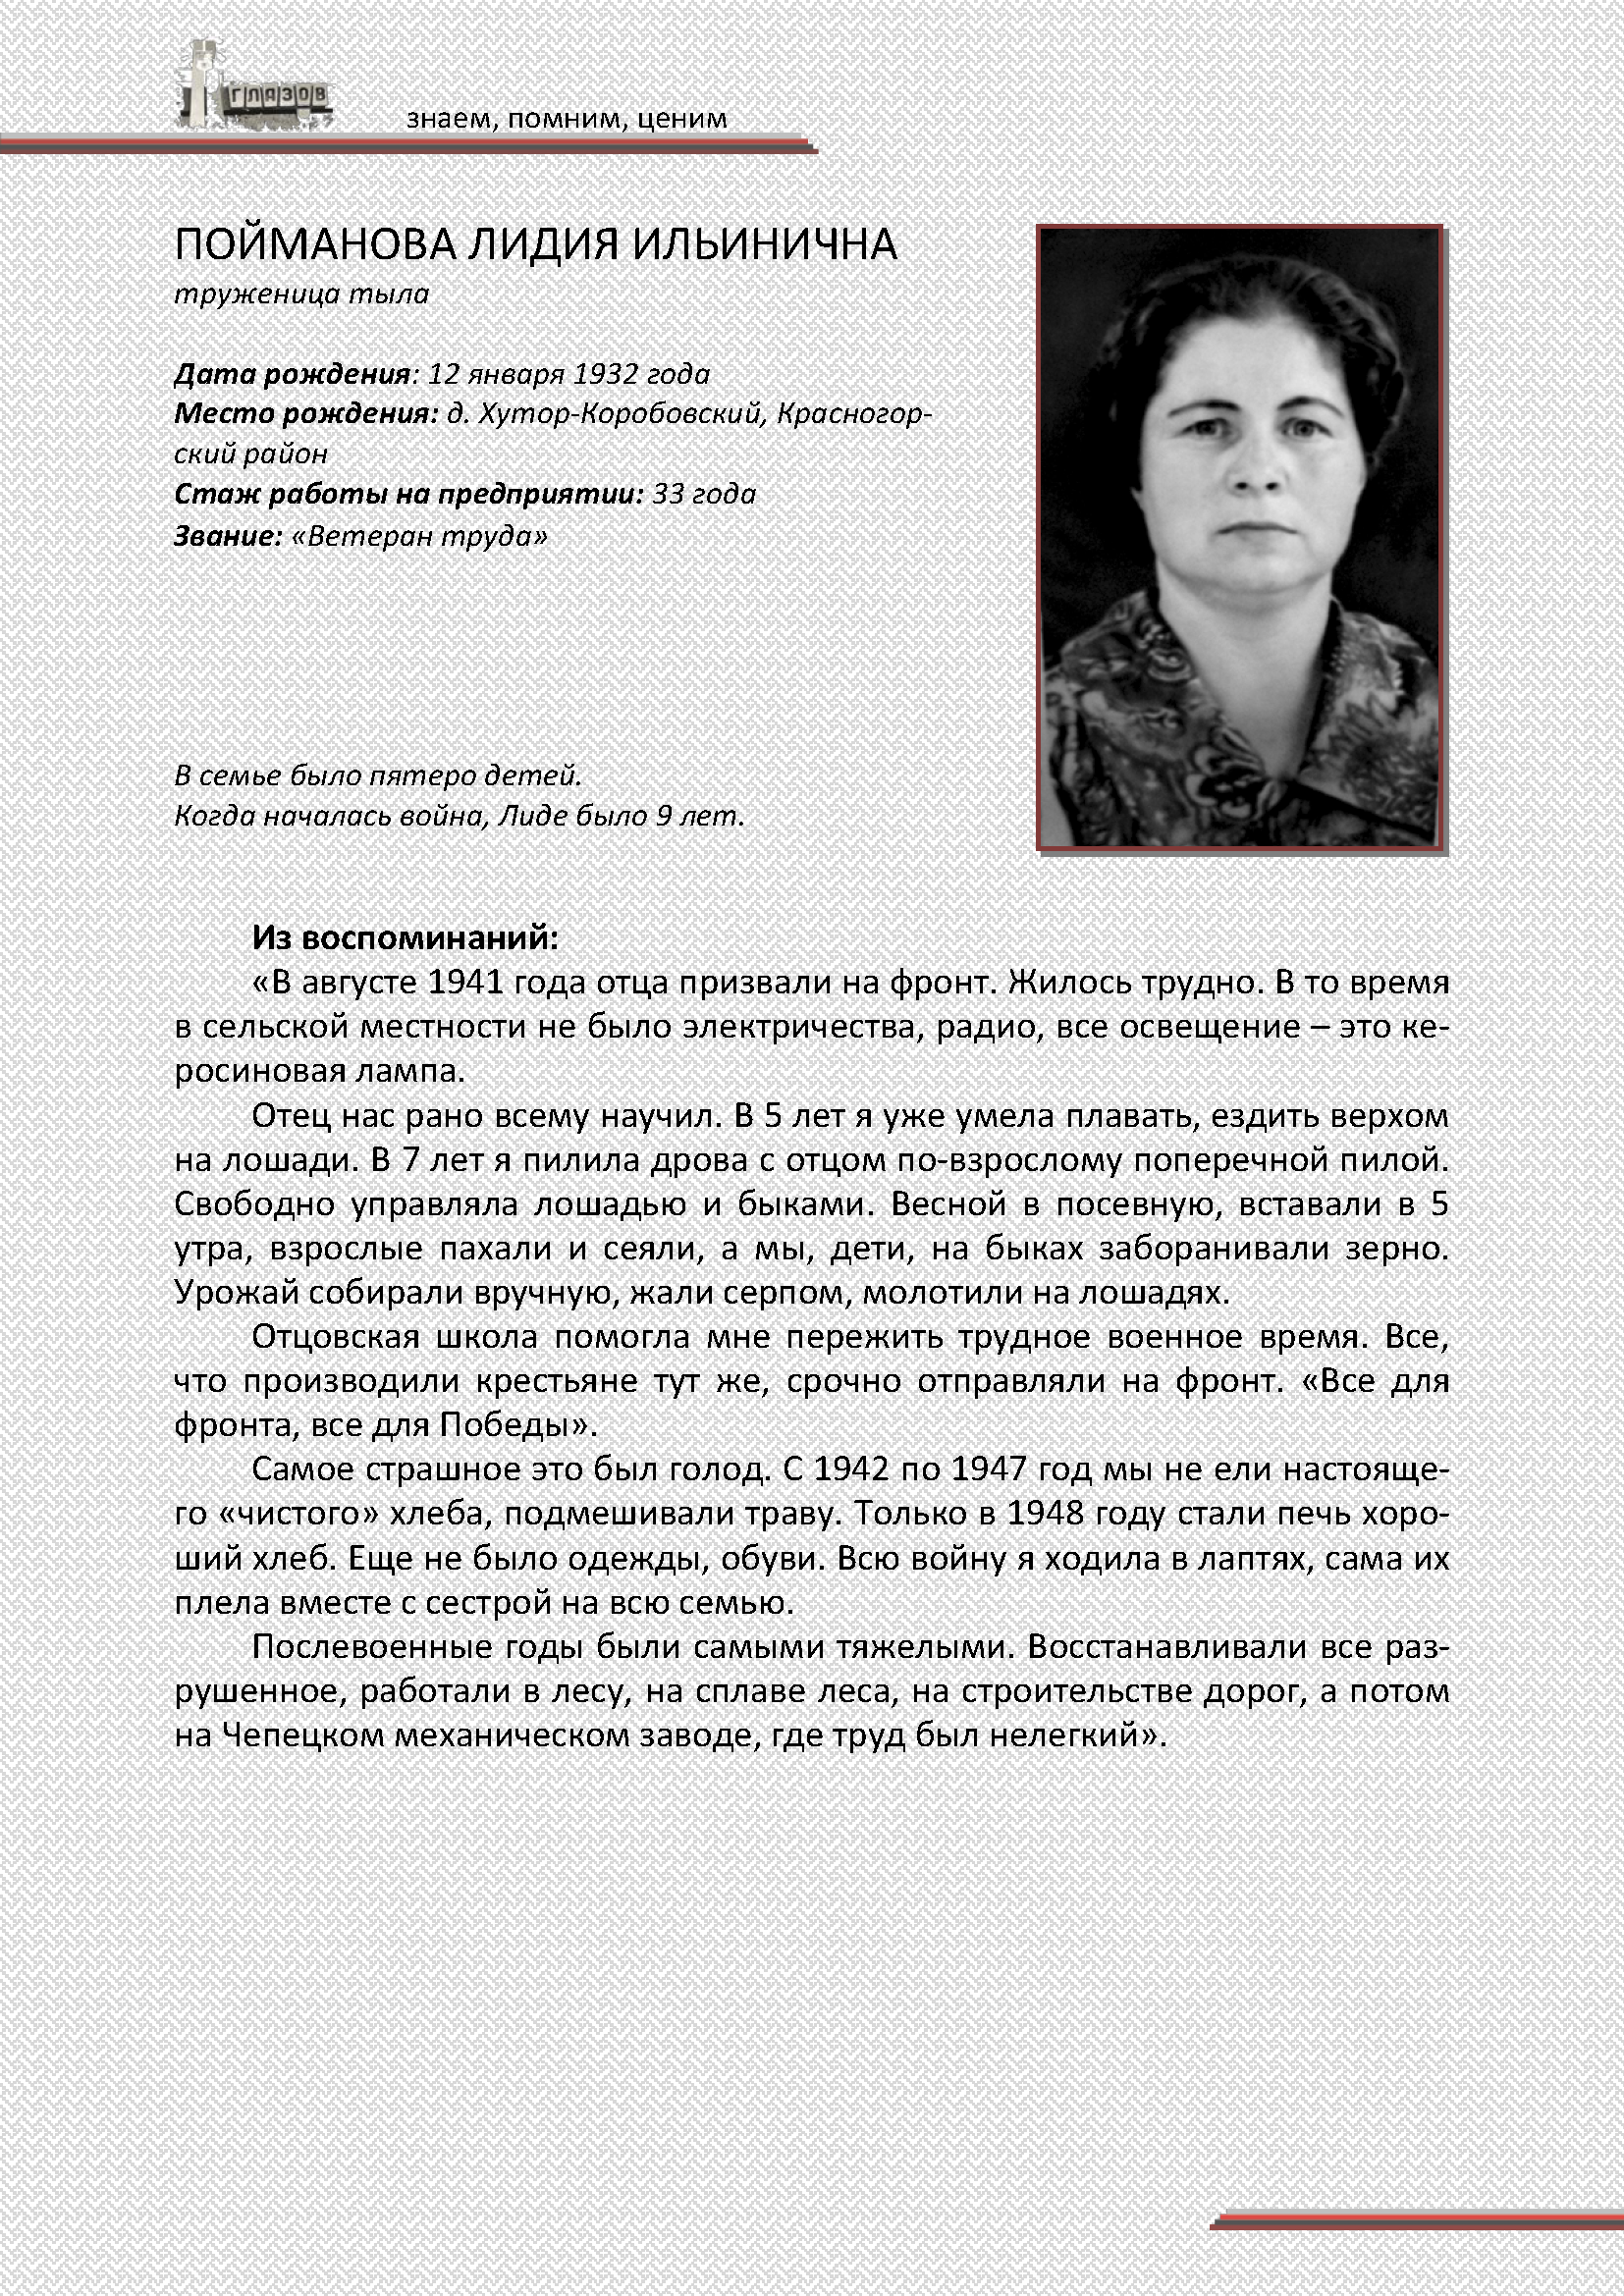 ГЛАЗОВ
знаем, помним, ценим
ПОЙМАНОВА ЛИДИЯ ИЛЬИНИЧНА
труженица тыла
Дата рождения: 12 января 1932 года
Место рождения: д. Хутор-Коробовский, Красногор-
ский район
Стаж работы на предприятии: 33 года
Звание: «Ветеран труда»
В семье было пятеро детей.
Когда началась война, Лиде было 9 лет.
Из воспоминаний:
«В августе 1941 года отца призвали на фронт. Жилось трудно. В то время
в сельской местности не было электричества, радио, все освещение – это ке-
росиновая лампа.
Отец нас рано всему научил. В 5 лет я уже умела плавать, ездить верхом
на лошади. В 7 лет я пилила дрова с отцом по-взрослому поперечной пилой.
Свободно управляла лошадью и быками. Весной в посевную, вставали в 5
утра, взрослые пахали и сеяли, а мы, дети, на быках заборанивали зерно.
Урожай собирали вручную, жали серпом, молотили на лошадях.
Отцовская школа помогла мне пережить трудное военное время. Все,
что производили крестьяне тут же, срочно отправляли на фронт. «Все для
фронта, все для Победы».
Самое страшное это был голод. С 1942 по 1947 год мы не ели настояще-
го «чистого» хлеба, подмешивали траву. Только в 1948 году стали печь хоро-
ший хлеб. Еще не было одежды, обуви. Всю войну я ходила в лаптях, сама их
плела вместе с сестрой на всю семью.
Послевоенные годы были самыми тяжелыми. Восстанавливали все раз-
рушенное, работали в лесу, на сплаве леса, на строительстве дорог, а потом
на Чепецком механическом заводе, где труд был нелегкий».